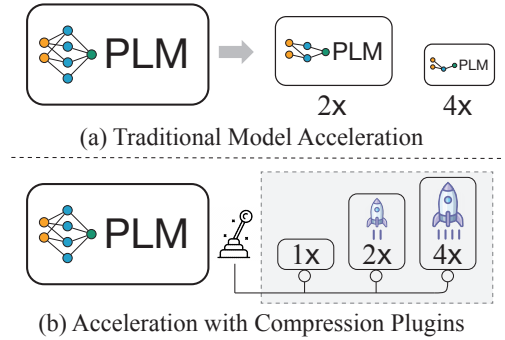 PLM
PLM
PLM
2x
4x
(a) Traditional Model Acceleration
PLM
1x
2x
4x
(b) Acceleration with Compression Plugins